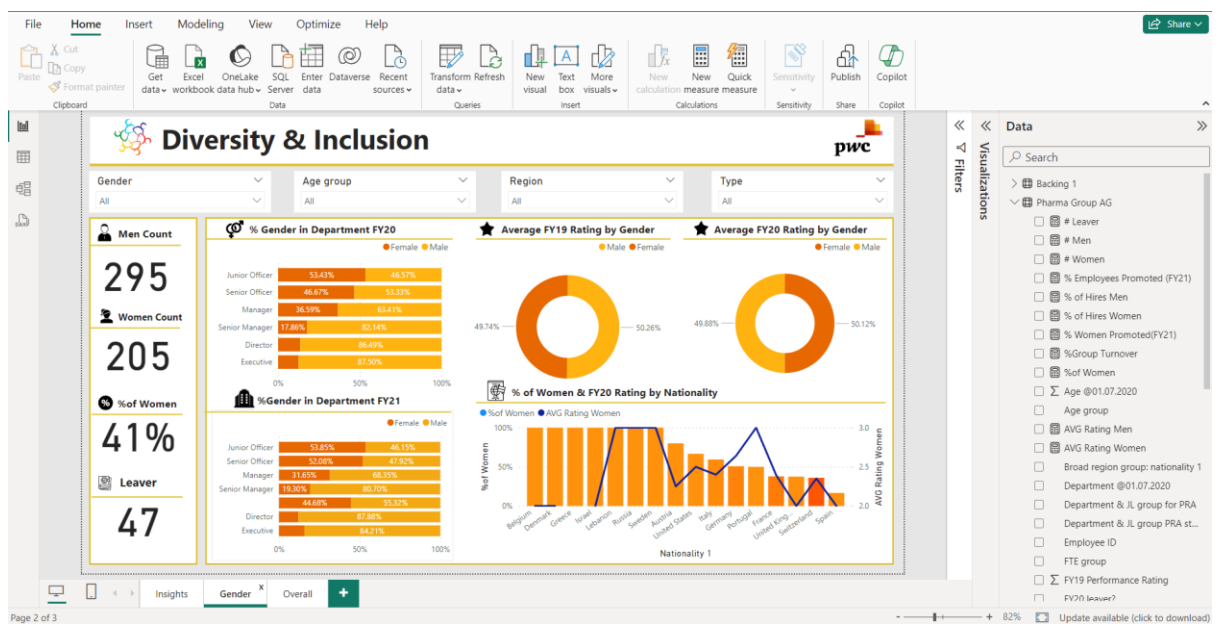 File Home Insert Modeling View Optimize Help Share
Paste
Cut
Copy
Format painter
Get data
Excel workbook
OneLake data hub
SQL Server
Enter data
Dataverse
Recent sources
Transform data
Refresh
New visual
Text box
More visuals
New calculation
New measure
Quick measure
Sensitivity
Publish
Copilot
Clipboard Data Queries Insert Calculations Sensitivity Share Copilot
Diversity & Inclusion
pwc
Gender Age group Region Type
All All All All
Men Count
295
Women Count
205
%of Women
41%
Leaver
47
% Gender in Department FY20
Female Male
Junior Officer 53.43% 46.57%
Senior Officer 46.67% 53.33%
Manager 36.59% 63.41%
Senior Manager 17.86% 82.14%
Director 86.49%
Executive 87.50%
0% 50% 100%
%Gender in Department FY21
Female Male
Junior Officer 53.85% 46.15%
Senior Officer 52.08% 47.92%
Manager 31.65% 68.35%
Senior Manager 19.30% 80.70%
44.68% 55.32%
Director 87.88%
Executive 84.21%
0% 50% 100%
Average FY19 Rating by Gender
Male Female
49.74% 50.26%
Average FY20 Rating by Gender
Female Male
49.88% 50.12%
% of Women & FY20 Rating by Nationality
%of Women AVG Rating Women
%of Women
100%
50%
0%
3.0
2.5
2.0
AVG Rating Women
Belgium Denmark Greece Israel Lebanon Russia Sweden Austria United States Italy Germany Portugal France United King... Switzerland Spain
Nationality 1
Filters
Visualizations
Data
Search
Backing 1
Pharma Group AG
# Leaver
# Men
# Women
% Employees Promoted (FY21)
% of Hires Men
% of Hires Women
% Women Promoted(FY21)
%Group Turnover
%of Women
Age @01.07.2020
Age group
AVG Rating Men
AVG Rating Women
Broad region group: nationality 1
Department @01.07.2020
Department & JL group for PRA
Department & JL group PRA st...
Employee ID
FTE group
FY19 Performance Rating
FY20 leaver?
Insights Gender x Overall +
Page 2 of 3
- + 82% Update available (click to download)